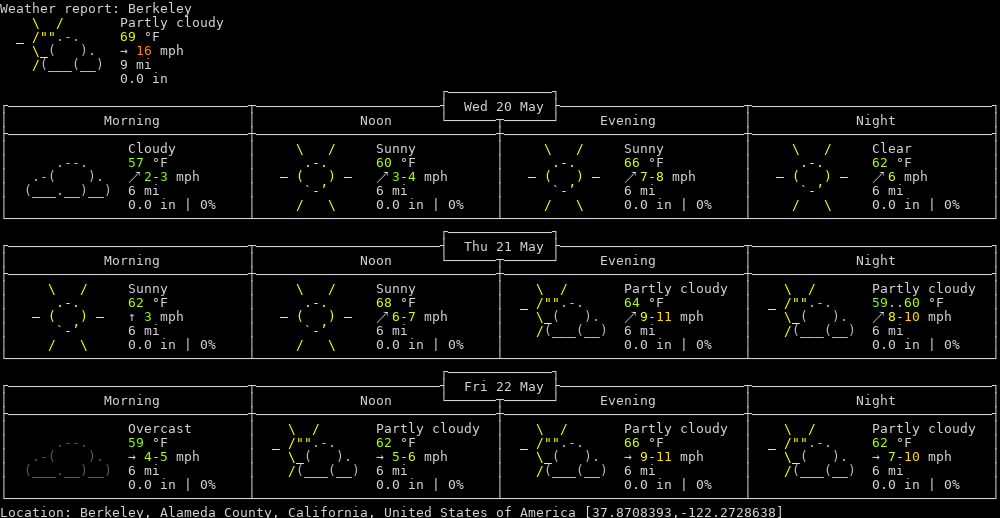 Weather report: Berkeley
Partly cloudy
69 °F
→ 16 mph
9 mi
0.0 in
Wed 20 May
Morning Noon Evening Night
Cloudy Sunny Sunny Clear
57 °F 60 °F 66 °F 62 °F
↗ 2-3 mph ↗ 3-4 mph ↗ 7-8 mph ↗ 6 mph
6 mi 6 mi 6 mi 6 mi
0.0 in | 0% 0.0 in | 0% 0.0 in | 0% 0.0 in | 0%
Thu 21 May
Morning Noon Evening Night
Sunny Sunny Partly cloudy Partly cloudy
62 °F 68 °F 64 °F 59..60 °F
↑ 3 mph ↗ 6-7 mph ↗ 9-11 mph ↗ 8-10 mph
6 mi 6 mi 6 mi 6 mi
0.0 in | 0% 0.0 in | 0% 0.0 in | 0% 0.0 in | 0%
Fri 22 May
Morning Noon Evening Night
Overcast Partly cloudy Partly cloudy Partly cloudy
59 °F 62 °F 66 °F 62 °F
→ 4-5 mph → 5-6 mph → 9-11 mph → 7-10 mph
6 mi 6 mi 6 mi 6 mi
0.0 in | 0% 0.0 in | 0% 0.0 in | 0% 0.0 in | 0%
Location: Berkeley, Alameda County, California, United States of America [37.8708393,-122.2728638]